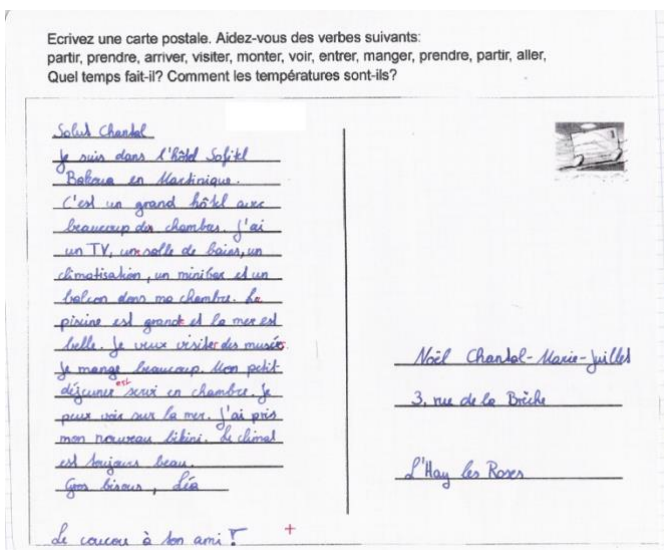 Ecrivez une carte postale. Aidez-vous des verbes suivants:
partir, prendre, arriver, visiter, monter, voir, entrer, manger, prendre, partir, aller,
Quel temps fait-il? Comment les températures sont-ils?
Salut Chantal
Je suis dans l'hôtel Sofitel
Bakoua en Martinique.
C'est un grand hôtel avec
beaucoup des chambres. J'ai
un TV, une salle de bains, un
climatisation, un minibar et un
balcon dans ma chambre. La
piscine est grande et la mer est
belle. Je veux visiter des musées.
Je mange beaucoup. Mon petit-
déjeuner est servi en chambre. Je
peux voir sur la mer. J'ai pris
mon nouveau bikini. Le climat
est toujours beau.
Gros bisous, Léa
Le coucou à ton ami !
+
Noël Chantal-Marie-Juillet
3, rue de la Brèche
L'Hay les Roses